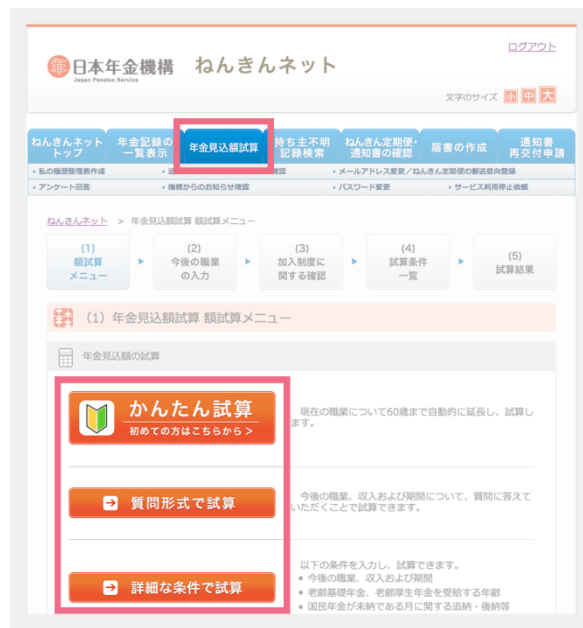 ログアウト
日本年金機構 ねんきんネット
Japan Pension Service
文字のサイズ 小 中 大
ねんきんネット
トップ
年金記録の
一覧表示
年金見込額試算
持ち主不明
記録検索
ねんきん定期便・
通知書の確認
届書の作成
通知書
再交付申請
私の履歴整理表作成
確認
メールアドレス変更／ねんきん定期便の郵送意向登録
アンケート回答
機構からのお知らせ確認
パスワード変更
サービス利用停止依頼
ねんきんネット > 年金見込額試算 額試算メニュー
(1)
額試算
メニュー
(2)
今後の職業
の入力
(3)
加入制度に
関する確認
(4)
試算条件
一覧
(5)
試算結果
(1) 年金見込額試算 額試算メニュー
年金見込額の試算
かんたん試算
初めての方はこちらから >
現在の職業について60歳まで自動的に延長し、試算し
ます。
質問形式で試算
今後の職業、収入および期間について、質問に答えて
いただくことで試算できます。
詳細な条件で試算
以下の条件を入力し、試算できます。
• 今後の職業、収入および期間
• 老齢基礎年金、老齢厚生年金を受給する年齢
• 国民年金が未納である月に関する追納・後納等